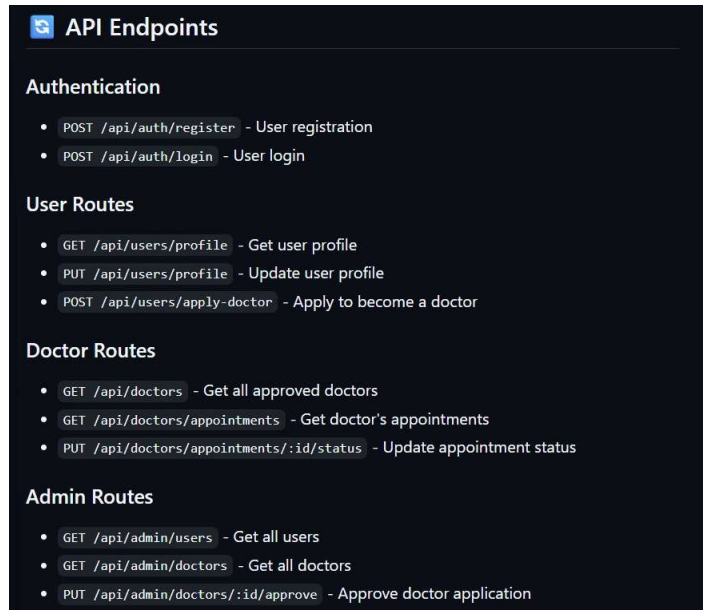 API Endpoints
Authentication
POST /api/auth/register - User registration
POST /api/auth/login - User login
User Routes
GET /api/users/profile - Get user profile
PUT /api/users/profile - Update user profile
POST /api/users/apply-doctor - Apply to become a doctor
Doctor Routes
GET /api/doctors - Get all approved doctors
GET /api/doctors/appointments - Get doctor's appointments
PUT /api/doctors/appointments/:id/status - Update appointment status
Admin Routes
GET /api/admin/users - Get all users
GET /api/admin/doctors - Get all doctors
PUT /api/admin/doctors/:id/approve - Approve doctor application